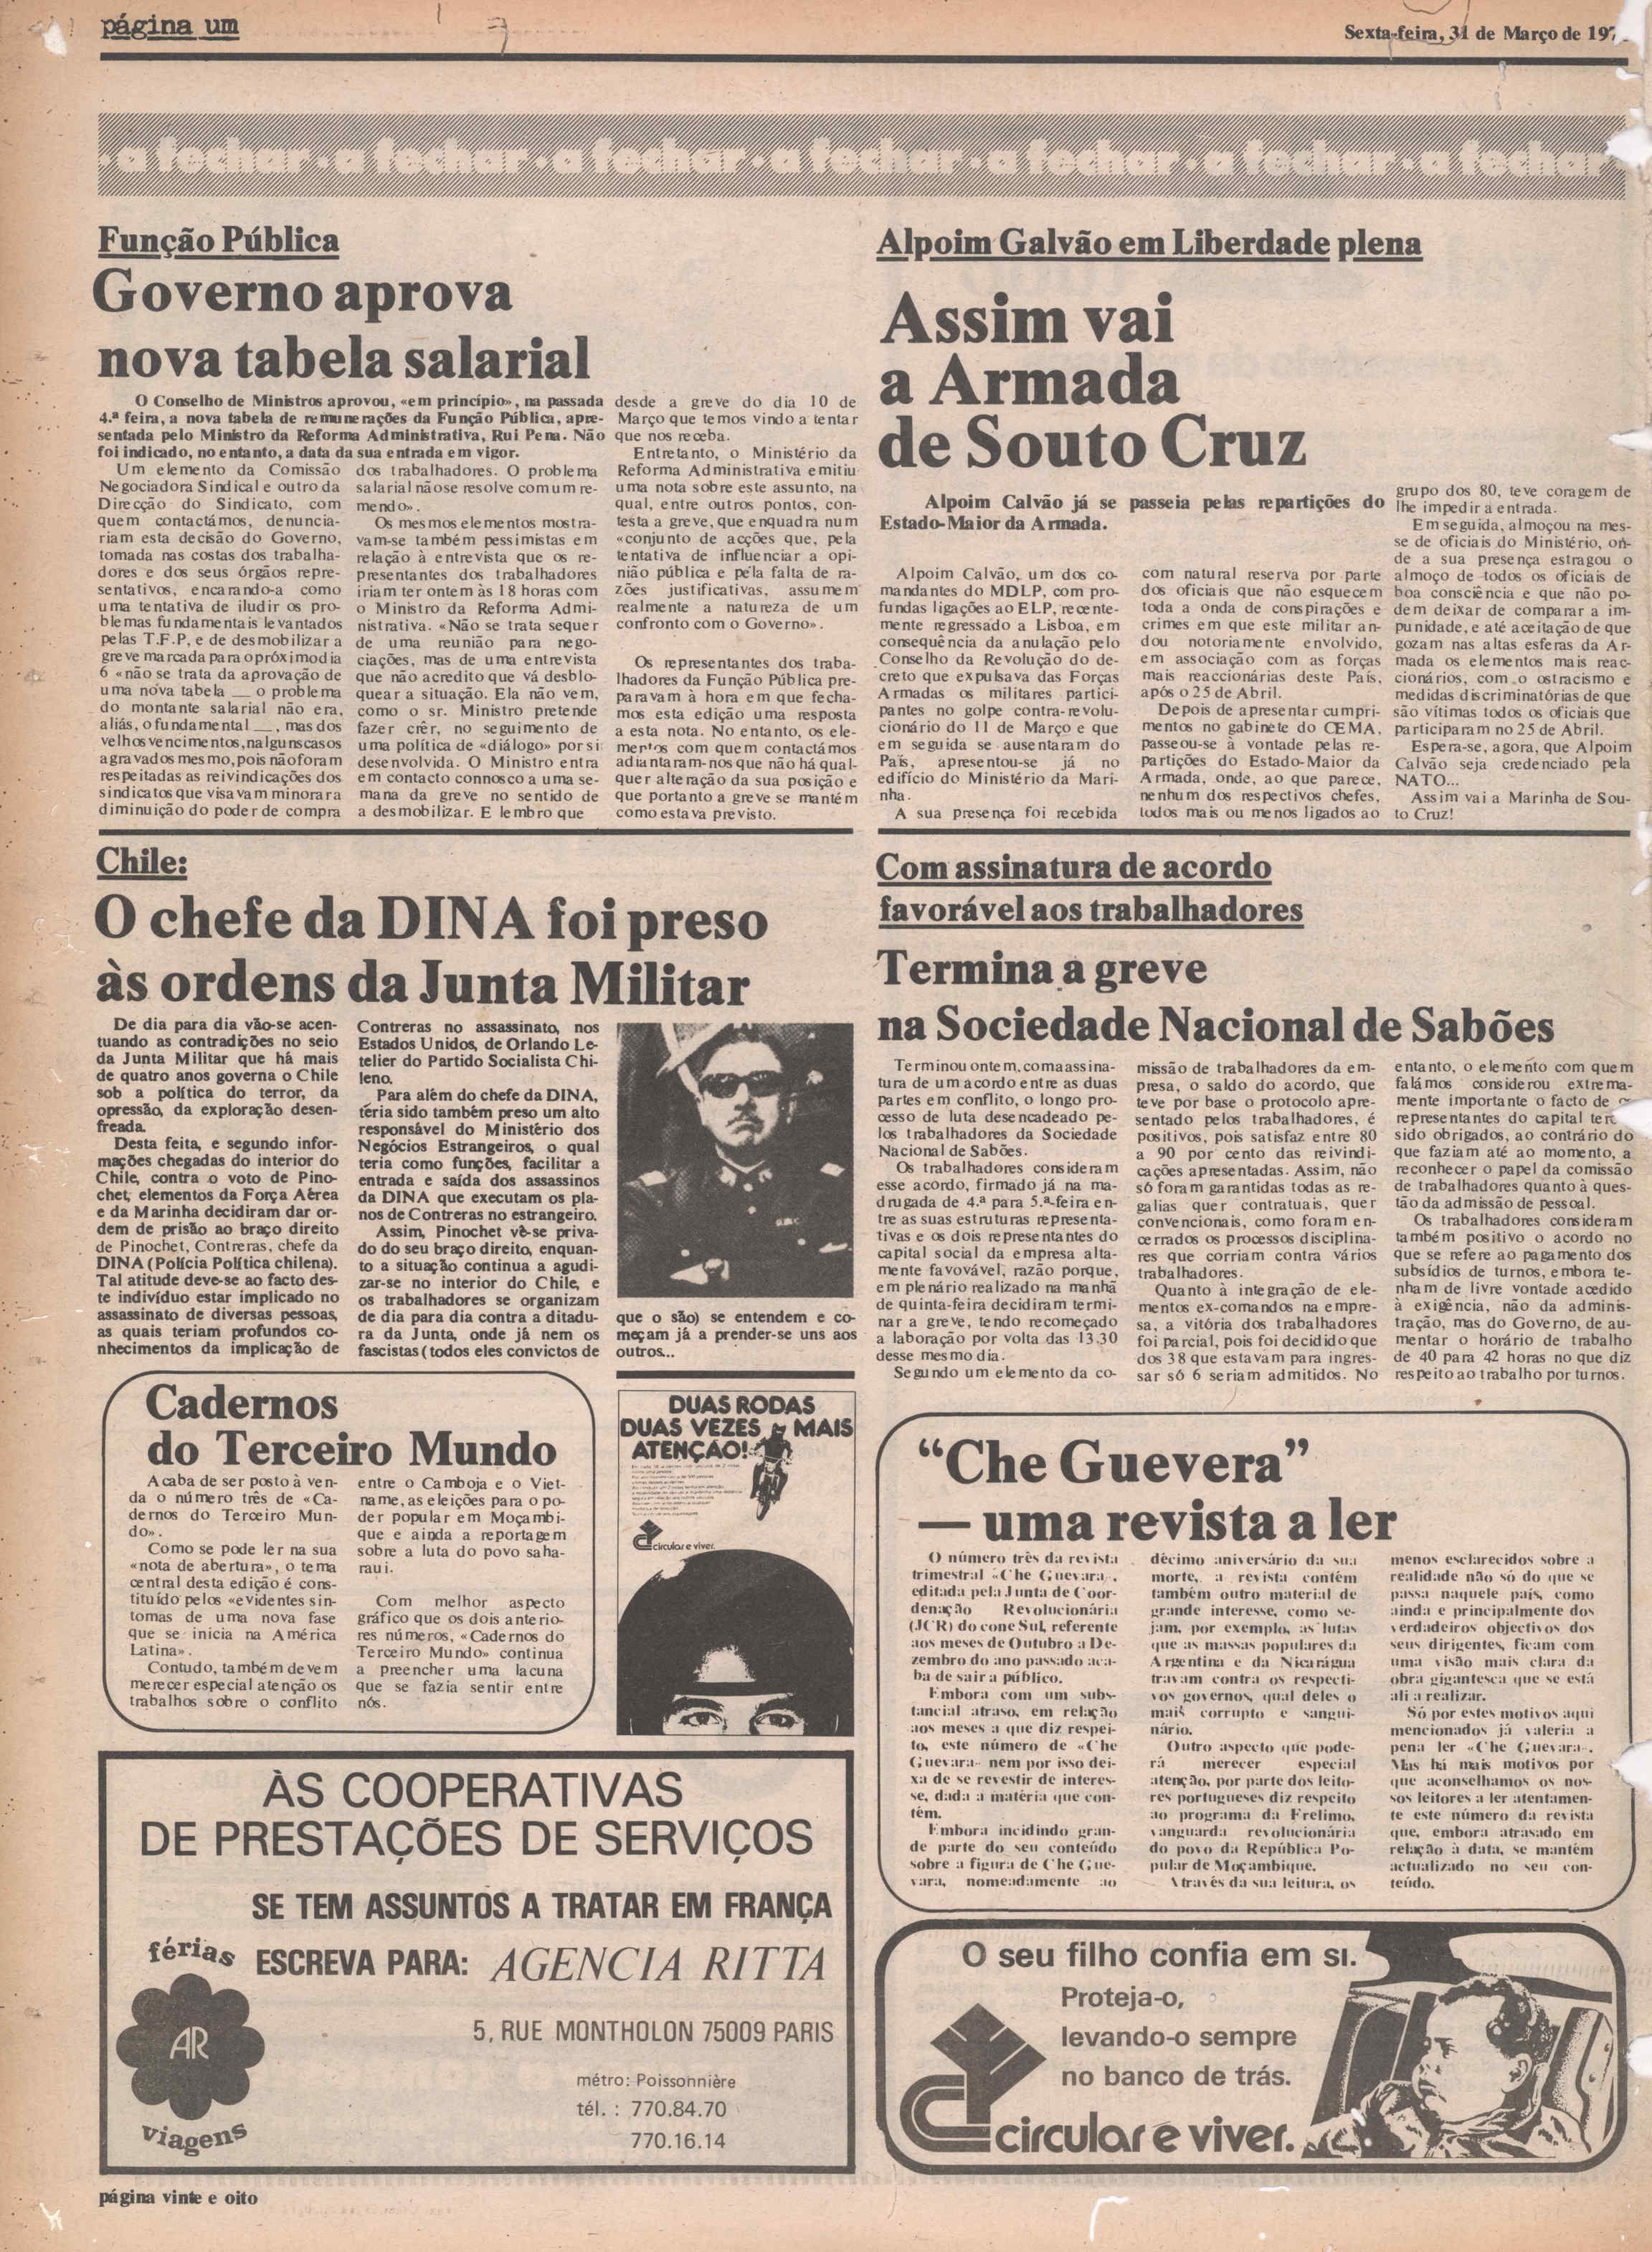 página um
Sexta-feira, 31 de Março de 197
· a fechar · a fechar · a fechar · a fechar · a fechar · a fechar · a fechar
Função Pública
Governo aprova
nova tabela salarial
O Conselho de Ministros aprovou, «em princípio», na passada
4.ª feira, a nova tabela de remunerações da Função Pública, apre-
sentada pelo Ministro da Reforma Administrativa, Rui Pena. Não
foi indicado, no entanto, a data da sua entrada em vigor.
Um elemento da Comissão
Negociadora Sindical e outro da
Direcção do Sindicato, com
quem contactámos, denuncia-
riam esta decisão do Governo,
tomada nas costas dos trabalha-
dores e dos seus órgãos repre-
sentativos, encarando-a como
uma tentativa de iludir os pro-
blemas fundamentais levantados
pelas T.F.P, e de desmobilizar a
greve marcada para o próximo dia
6 «não se trata da aprovação de
uma nova tabela — o problema
do montante salarial não era,
aliás, o fundamental —, mas dos
velhos vencimentos, nalguns casos
agravados mesmo, pois não foram
respeitadas as reivindicações dos
sindicatos que visavam minorar a
diminuição do poder de compra
dos trabalhadores. O problema
salarial não se resolve com um re-
mendo».
Os mesmos elementos mostra-
vam-se também pessimistas em
relação à entrevista que os re-
presentantes dos trabalhadores
iriam ter ontem às 18 horas com
o Ministro da Reforma Admi-
nistrativa. «Não se trata sequer
de uma reunião para nego-
ciações, mas de uma entrevista
que não acredito que vá desblo-
quear a situação. Ela não vem,
como o sr. Ministro pretende
fazer crêr, no seguimento de
uma política de «diálogo» por si
desenvolvida. O Ministro entra
em contacto connosco a uma se-
mana da greve no sentido de
a desmobilizar. E lembro que
desde a greve do dia 10 de
Março que temos vindo a tentar
que nos receba.
Entretanto, o Ministério da
Reforma Administrativa emitiu
uma nota sobre este assunto, na
qual, entre outros pontos, con-
testa a greve, que enquadra num
«conjunto de acções que, pela
tentativa de influenciar a opi-
nião pública e pela falta de ra-
zões justificativas, assumem
realmente a natureza de um
confronto com o Governo».
Os representantes dos traba-
lhadores da Função Pública pre-
paravam à hora em que fecha-
mos esta edição uma resposta
a esta nota. No entanto, os ele-
mentos com quem contactámos
adiantaram-nos que não há qual-
quer alteração da sua posição e
que portanto a greve se mantém
como estava previsto.
Alpoim Galvão em Liberdade plena
Assim vai
a Armada
de Souto Cruz
Alpoim Calvão já se passeia pelas repartições do
Estado-Maior da Armada.
Alpoim Calvão, um dos co-
mandantes do MDLP, com pro-
fundas ligações ao ELP, recente-
mente regressado a Lisboa, em
consequência da anulação pelo
Conselho da Revolução do de-
creto que expulsava das Forças
Armadas os militares partici-
pantes no golpe contra-revolu-
cionário do 11 de Março e que
em seguida se ausentaram do
País, apresentou-se já no
edifício do Ministério da Mari-
nha.
A sua presença foi recebida
com natural reserva por parte
dos oficiais que não esquecem
toda a onda de conspirações e
crimes em que este militar an-
dou notoriamente envolvido,
em associação com as forças
mais reaccionárias deste País,
após o 25 de Abril.
Depois de apresentar cumpri-
mentos no gabinete do CEMA,
passeou-se à vontade pelas re-
partições do Estado-Maior da
Armada, onde, ao que parece,
nenhum dos respectivos chefes,
todos mais ou menos ligados ao
grupo dos 80, teve coragem de
lhe impedir a entrada.
Em seguida, almoçou na mes-
se de oficiais do Ministério, on-
de a sua presença estragou o
almoço de todos os oficiais de
boa consciência e que não po-
dem deixar de comparar a im-
punidade, e até aceitação de que
gozam nas altas esferas da Ar-
mada os elementos mais reac-
cionários, com o ostracismo e
medidas discriminatórias de que
são vítimas todos os oficiais que
participaram no 25 de Abril.
Espera-se, agora, que Alpoim
Calvão seja credenciado pela
NATO...
Assim vai a Marinha de Sou-
to Cruz!
Chile:
O chefe da DINA foi preso
às ordens da Junta Militar
De dia para dia vão-se acen-
tuando as contradições no seio
da Junta Militar que há mais
de quatro anos governa o Chile
sob a política do terror, da
opressão, da exploração desen-
freada.
Desta feita, e segundo infor-
mações chegadas do interior do
Chile, contra o voto de Pino-
chet, elementos da Força Aérea
e da Marinha decidiram dar or-
dem de prisão ao braço direito
de Pinochet, Contreras, chefe da
DINA (Polícia Política chilena).
Tal atitude deve-se ao facto des-
te indivíduo estar implicado no
assassinato de diversas pessoas,
as quais teriam profundos co-
nhecimentos da implicação de
Contreras no assassinato, nos
Estados Unidos, de Orlando Le-
telier do Partido Socialista Chi-
leno.
Para além do chefe da DINA,
teria sido também preso um alto
responsável do Ministério dos
Negócios Estrangeiros, o qual
teria como funções, facilitar a
entrada e saída dos assassinos
da DINA que executam os pla-
nos de Contreras no estrangeiro.
Assim, Pinochet vê-se priva-
do do seu braço direito, enquan-
to a situação continua a agudi-
zar-se no interior do Chile, e
os trabalhadores se organizam
de dia para dia contra a ditadu-
ra da Junta, onde já nem os
fascistas (todos eles convictos de
que o são) se entendem e co-
meçam já a prender-se uns aos
outros...
Com assinatura de acordo
favorável aos trabalhadores
Termina a greve
na Sociedade Nacional de Sabões
Terminou ontem, com a assina-
tura de um acordo entre as duas
partes em conflito, o longo pro-
cesso de luta desencadeado pe-
los trabalhadores da Sociedade
Nacional de Sabões.
Os trabalhadores consideram
esse acordo, firmado já na ma-
drugada de 4.ª para 5.ª-feira en-
tre as suas estruturas representa-
tivas e os dois representantes do
capital social da empresa alta-
mente favovável, razão porque,
em plenário realizado na manhã
de quinta-feira decidiram termi-
nar a greve, tendo recomeçado
a laboração por volta das 13.30
desse mesmo dia.
Segundo um elemento da co-
missão de trabalhadores da em-
presa, o saldo do acordo, que
teve por base o protocolo apre-
sentado pelos trabalhadores, é
positivos, pois satisfaz entre 80
a 90 por cento das reivindi-
cações apresentadas. Assim, não
só foram garantidas todas as re-
galias quer contratuais, quer
convencionais, como foram en-
cerrados os processos disciplina-
res que corriam contra vários
trabalhadores.
Quanto à integração de ele-
mentos ex-comandos na empre-
sa, a vitória dos trabalhadores
foi parcial, pois foi decidido que
dos 38 que estavam para ingres-
sar só 6 seriam admitidos. No
entanto, o elemento com quem
falámos considerou extrema-
mente importante o facto de
representantes do capital
sido obrigados, ao contrário do
que faziam até ao momento, a
reconhecer o papel da comissão
de trabalhadores quanto à ques-
tão da admissão de pessoal.
Os trabalhadores consideram
também positivo o acordo no
que se refere ao pagamento dos
subsídios de turnos, embora te-
nham de livre vontade acedido
à exigência, não da adminis-
tração, mas do Governo, de au-
mentar o horário de trabalho
de 40 para 42 horas no que diz
respeito ao trabalho por turnos.
Cadernos
do Terceiro Mundo
Acaba de ser posto à ven-
da o número três de «Ca-
dernos do Terceiro Mun-
do».
Como se pode ler na sua
«nota de abertura», o tema
central desta edição é cons-
tituído pelos «evidentes sin-
tomas de uma nova fase
que se inicia na América
Latina».
Contudo, também devem
merecer especial atenção os
trabalhos sobre o conflito
entre o Camboja e o Viet-
name, as eleições para o po-
der popular em Moçambi-
que e ainda a reportagem
sobre a luta do povo saha-
raui.
Com melhor aspecto
gráfico que os dois anterio-
res números, «Cadernos do
Terceiro Mundo» continua
a preencher uma lacuna
que se fazia sentir entre
nós.
DUAS RODAS
DUAS VEZES MAIS
ATENÇÃO!
circular é viver.
“Che Guevera”
— uma revista a ler
O número três da revista
trimestral «Che Guevara»,
editada pela Junta de Coor-
denação Revolucionária
(JCR) do cone Sul, referente
aos meses de Outubro a De-
zembro do ano passado aca-
ba de sair a público.
Embora com um subs-
tancial atraso, em relação
aos meses a que diz respei-
to, este número de «Che
Guevara» nem por isso dei-
xa de se revestir de interes-
se, dada a matéria que con-
têm.
Embora incidindo gran-
de parte do seu conteúdo
sobre a figura de Che Gue-
vara, nomeadamente ao
décimo aniversário da sua
morte, a revista contém
também outro material de
grande interesse, como se-
jam, por exemplo, as lutas
que as massas populares da
Argentina e da Nicarágua
travam contra os respecti-
vos governos, qual deles o
mais corrupto e sangui-
nário.
Outro aspecto que pode-
rá merecer especial
atenção, por parte dos leito-
res portugueses diz respeito
ao programa da Frelimo,
vanguarda revolucionária
do povo da República Po-
pular de Moçambique.
Através da sua leitura, os
menos esclarecidos sobre a
realidade não só do que se
passa naquele país, como
ainda e principalmente dos
verdadeiros objectivos dos
seus dirigentes, ficam com
uma visão mais clara da
obra gigantesca que se está
ali a realizar.
Só por estes motivos aqui
mencionados já valeria a
pena ler «Che Guevara».
Mas há mais motivos por
que aconselhamos os nos-
sos leitores a ler atentamen-
te este número da revista
que, embora atrasado em
relação à data, se mantém
actualizado no seu con-
teúdo.
ÀS COOPERATIVAS
DE PRESTAÇÕES DE SERVIÇOS
SE TEM ASSUNTOS A TRATAR EM FRANÇA
ESCREVA PARA: AGENCIA RITTA
férias
AR
viagens
5, RUE MONTHOLON 75009 PARIS
métro: Poissonnière
tél. : 770.84.70
770.16.14
O seu filho confia em si.
Proteja-o,
levando-o sempre
no banco de trás.
circular é viver.
página vinte e oito